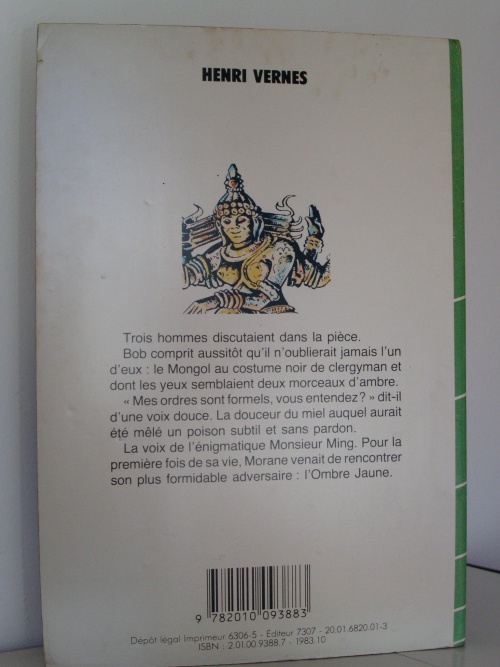 HENRI VERNES
Trois hommes discutaient dans la pièce.
Bob comprit aussitôt qu'il n'oublierait jamais l'un
d'eux : le Mongol au costume noir de clergyman et
dont les yeux semblaient deux morceaux d'ambre.
« Mes ordres sont formels, vous entendez ? » dit-il
d'une voix douce. La douceur du miel auquel aurait
été mêlé un poison subtil et sans pardon.
La voix de l'énigmatique Monsieur Ming. Pour la
première fois de sa vie, Morane venait de rencontrer
son plus formidable adversaire : l'Ombre Jaune.
9 782010 093883
Dépôt légal Imprimeur 6306-5 - Éditeur 7307 - 20.01.6820.01-3
ISBN : 2.01.00.9388.7 - 1983.10